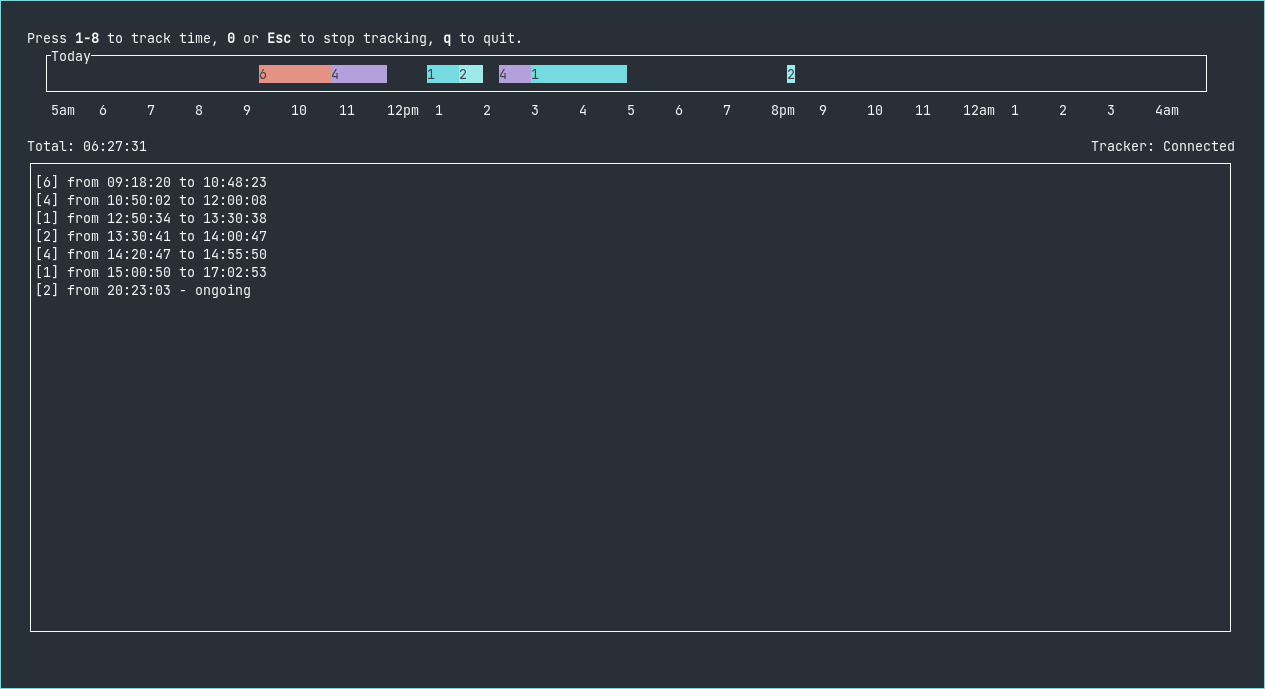 Press 1-8 to track time, 0 or Esc to stop tracking, q to quit.
Today
6 4 1 2 4 1 2
5am 6 7 8 9 10 11 12pm 1 2 3 4 5 6 7 8pm 9 10 11 12am 1 2 3 4am
Total: 06:27:31 Tracker: Connected
[6] from 09:18:20 to 10:48:23
[4] from 10:50:02 to 12:00:08
[1] from 12:50:34 to 13:30:38
[2] from 13:30:41 to 14:00:47
[4] from 14:20:47 to 14:55:50
[1] from 15:00:50 to 17:02:53
[2] from 20:23:03 - ongoing